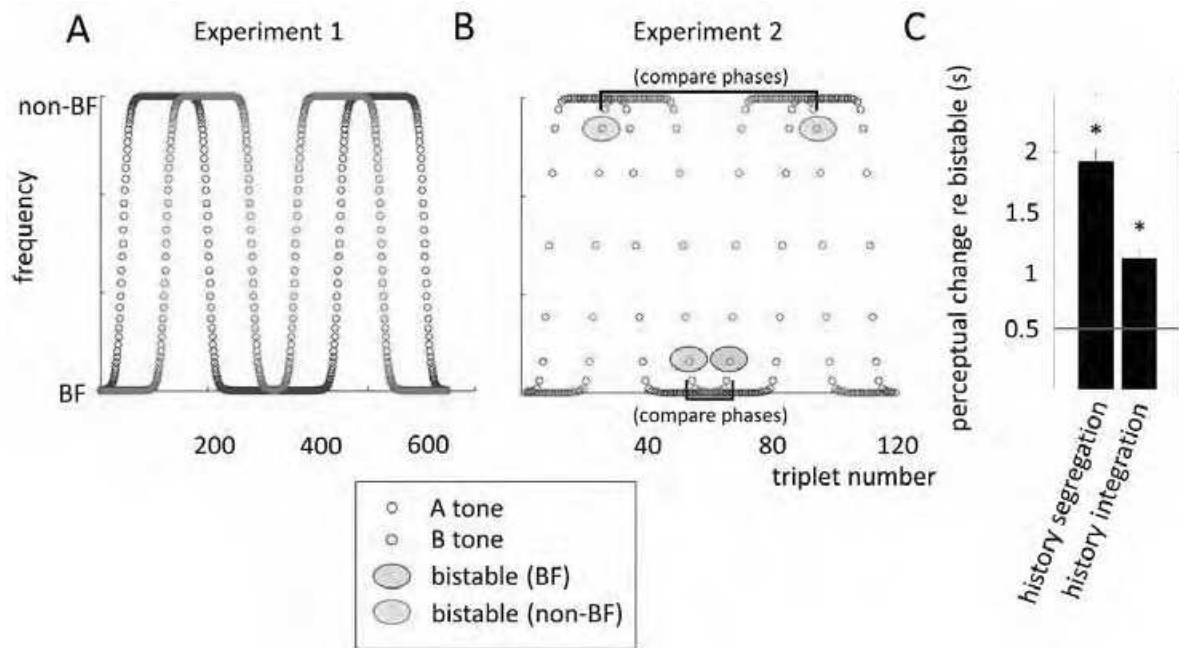 A
Experiment 1
B
Experiment 2
C
(compare phases)
non-BF
frequency
BF
(compare phases)
200
400
600
40
80
120
triplet number
perceptual change re bistable (s)
2
1.5
1
0.5
*
*
history segregation
history integration
A tone
B tone
bistable (BF)
bistable (non-BF)